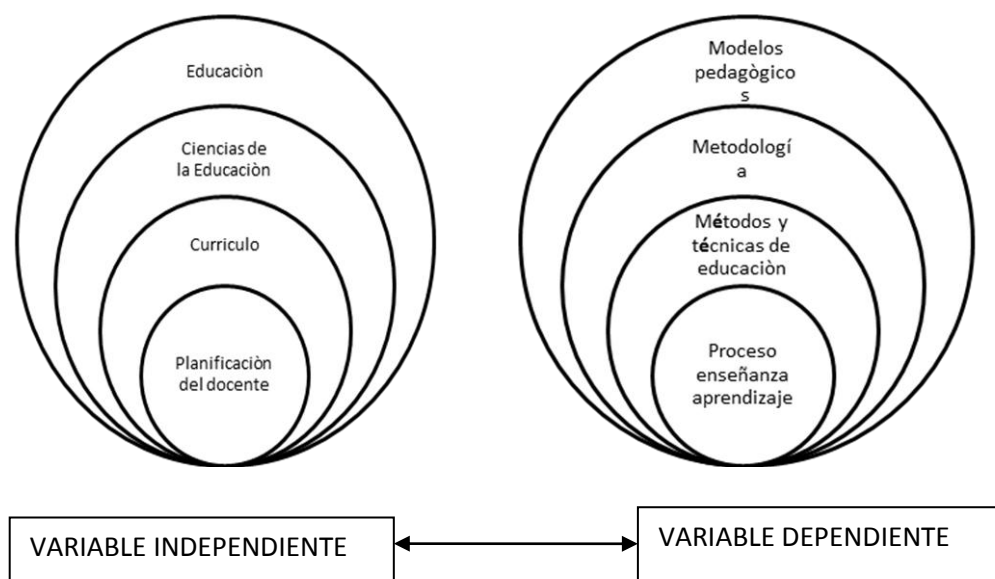 Educaciòn
Ciencias de
la Educaciòn
Curriculo
Planificaciòn
del docente
Modelos
pedagògico
s
Metodologí
a
Métodos y
técnicas de
educaciòn
Proceso
enseñanza
aprendizaje
VARIABLE INDEPENDIENTE
VARIABLE DEPENDIENTE